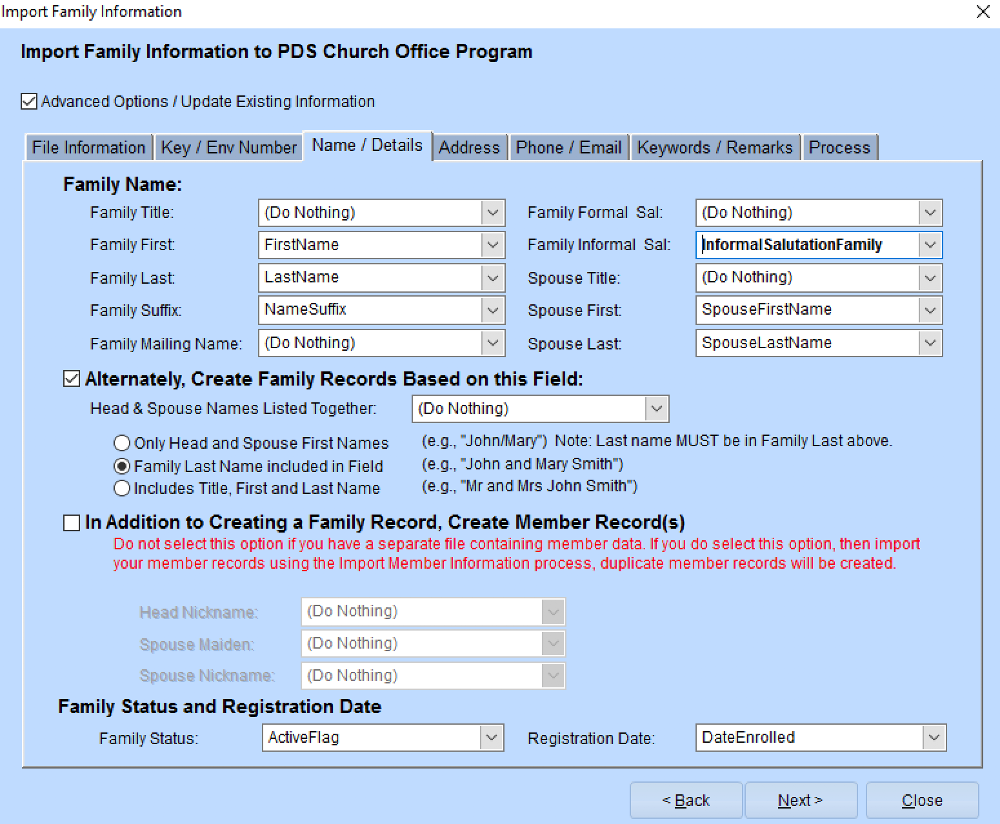 Import Family Information
Import Family Information to PDS Church Office Program
Advanced Options / Update Existing Information
File Information Key / Env Number Name / Details Address Phone / Email Keywords / Remarks Process
Family Name:
Family Title: (Do Nothing) Family Formal Sal: (Do Nothing)
Family First: FirstName Family Informal Sal: InformalSalutationFamily
Family Last: LastName Spouse Title: (Do Nothing)
Family Suffix: NameSuffix Spouse First: SpouseFirstName
Family Mailing Name: (Do Nothing) Spouse Last: SpouseLastName
Alternately, Create Family Records Based on this Field:
Head & Spouse Names Listed Together: (Do Nothing)
Only Head and Spouse First Names (e.g., "John/Mary") Note: Last name MUST be in Family Last above.
Family Last Name included in Field (e.g., "John and Mary Smith")
Includes Title, First and Last Name (e.g., "Mr and Mrs John Smith")
In Addition to Creating a Family Record, Create Member Record(s)
Do not select this option if you have a separate file containing member data. If you do select this option, then import
your member records using the Import Member Information process, duplicate member records will be created.
Head Nickname: (Do Nothing)
Spouse Maiden: (Do Nothing)
Spouse Nickname: (Do Nothing)
Family Status and Registration Date
Family Status: ActiveFlag Registration Date: DateEnrolled
< Back Next > Close